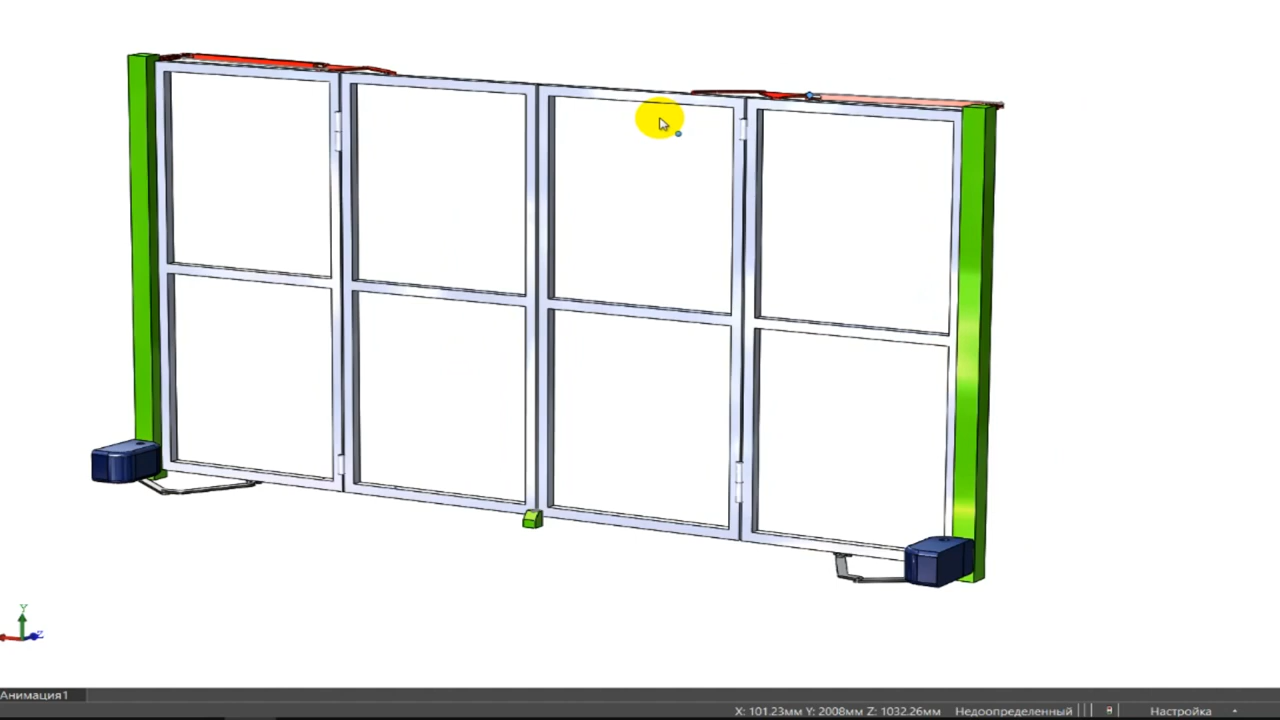 Y
Z
Анимация1
X: 101.23мм Y: 2008мм Z: 1032.26мм Недоопределенный Настройка